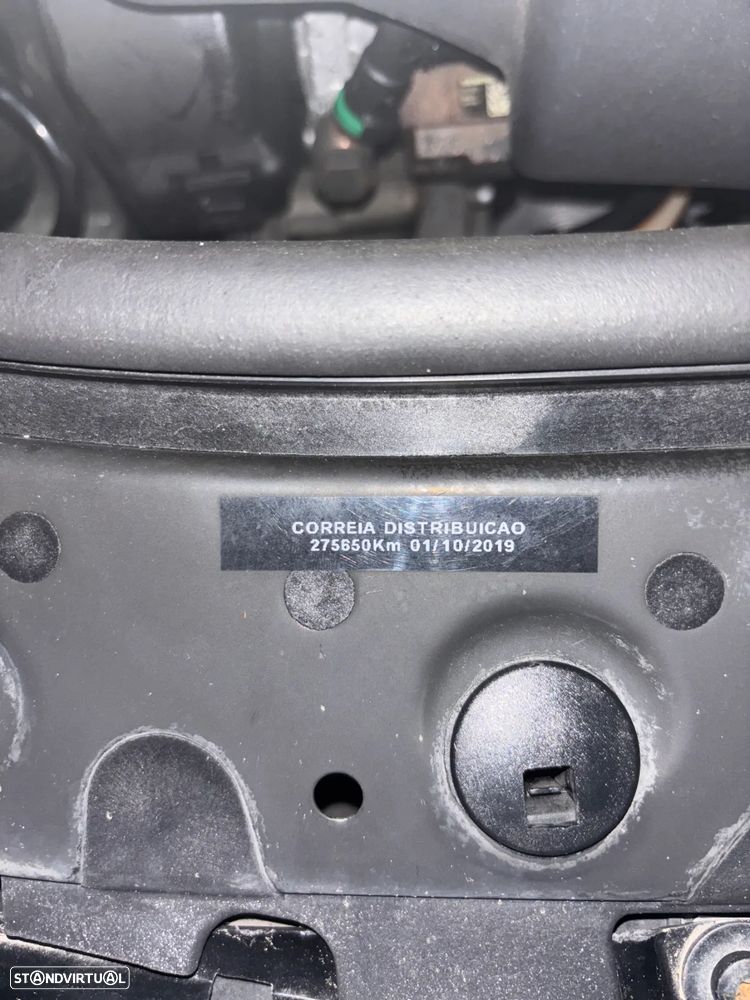 CORREIA DISTRIBUICAO
275650Km 01/10/2019
STANDVIRTUAL